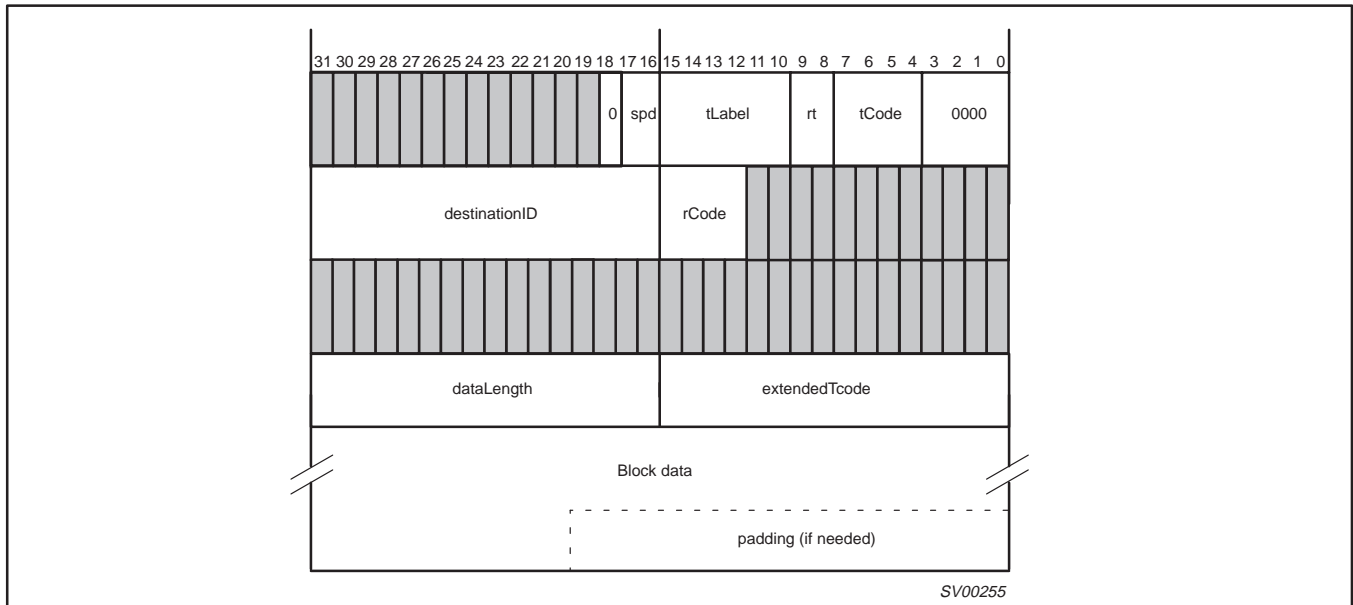 31 30 29 28 27 26 25 24 23 22 21 20 19 18 17 16 15 14 13 12 11 10 9 8 7 6 5 4 3 2 1 0
0 spd tLabel rt tCode 0000
destinationID rCode
dataLength extendedTcode
Block data
padding (if needed)
SV00255